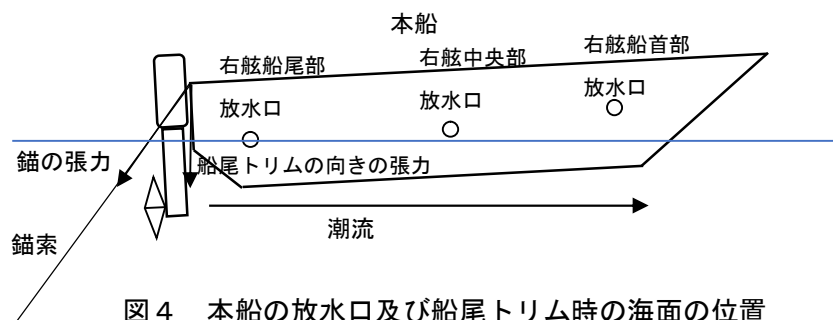 本船
右舷船尾部
右舷中央部
右舷船首部
放水口
放水口
放水口
錨の張力
船尾トリムの向きの張力
潮流
錨索
図４　本船の放水口及び船尾トリム時の海面の位置